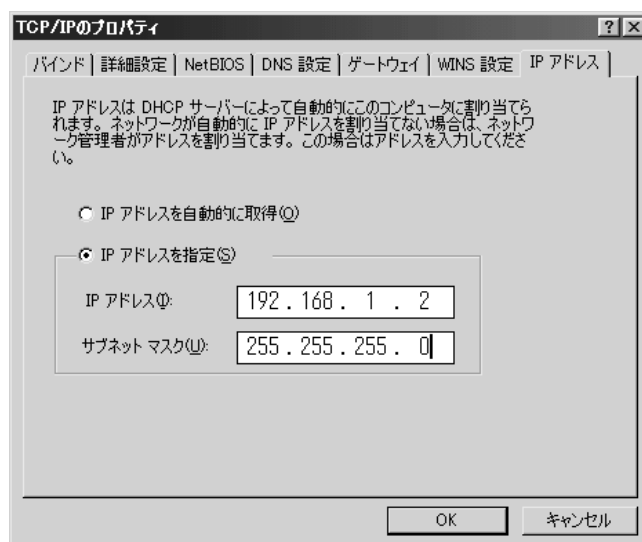 TCP/IPのプロパティ
バインド 詳細設定 NetBIOS DNS 設定 ゲートウェイ WINS 設定 IP アドレス
IP アドレスは DHCP サーバーによって自動的にこのコンピュータに割り当てら
れます。ネットワークが自動的に IP アドレスを割り当てない場合は、ネットワ
ーク管理者がアドレスを割り当てます。この場合はアドレスを入力してくださ
い。
IP アドレスを自動的に取得(O)
IP アドレスを指定(S)
IP アドレス(I): 192 . 168 . 1 . 2
サブネット マスク(U): 255 . 255 . 255 . 0
OK キャンセル